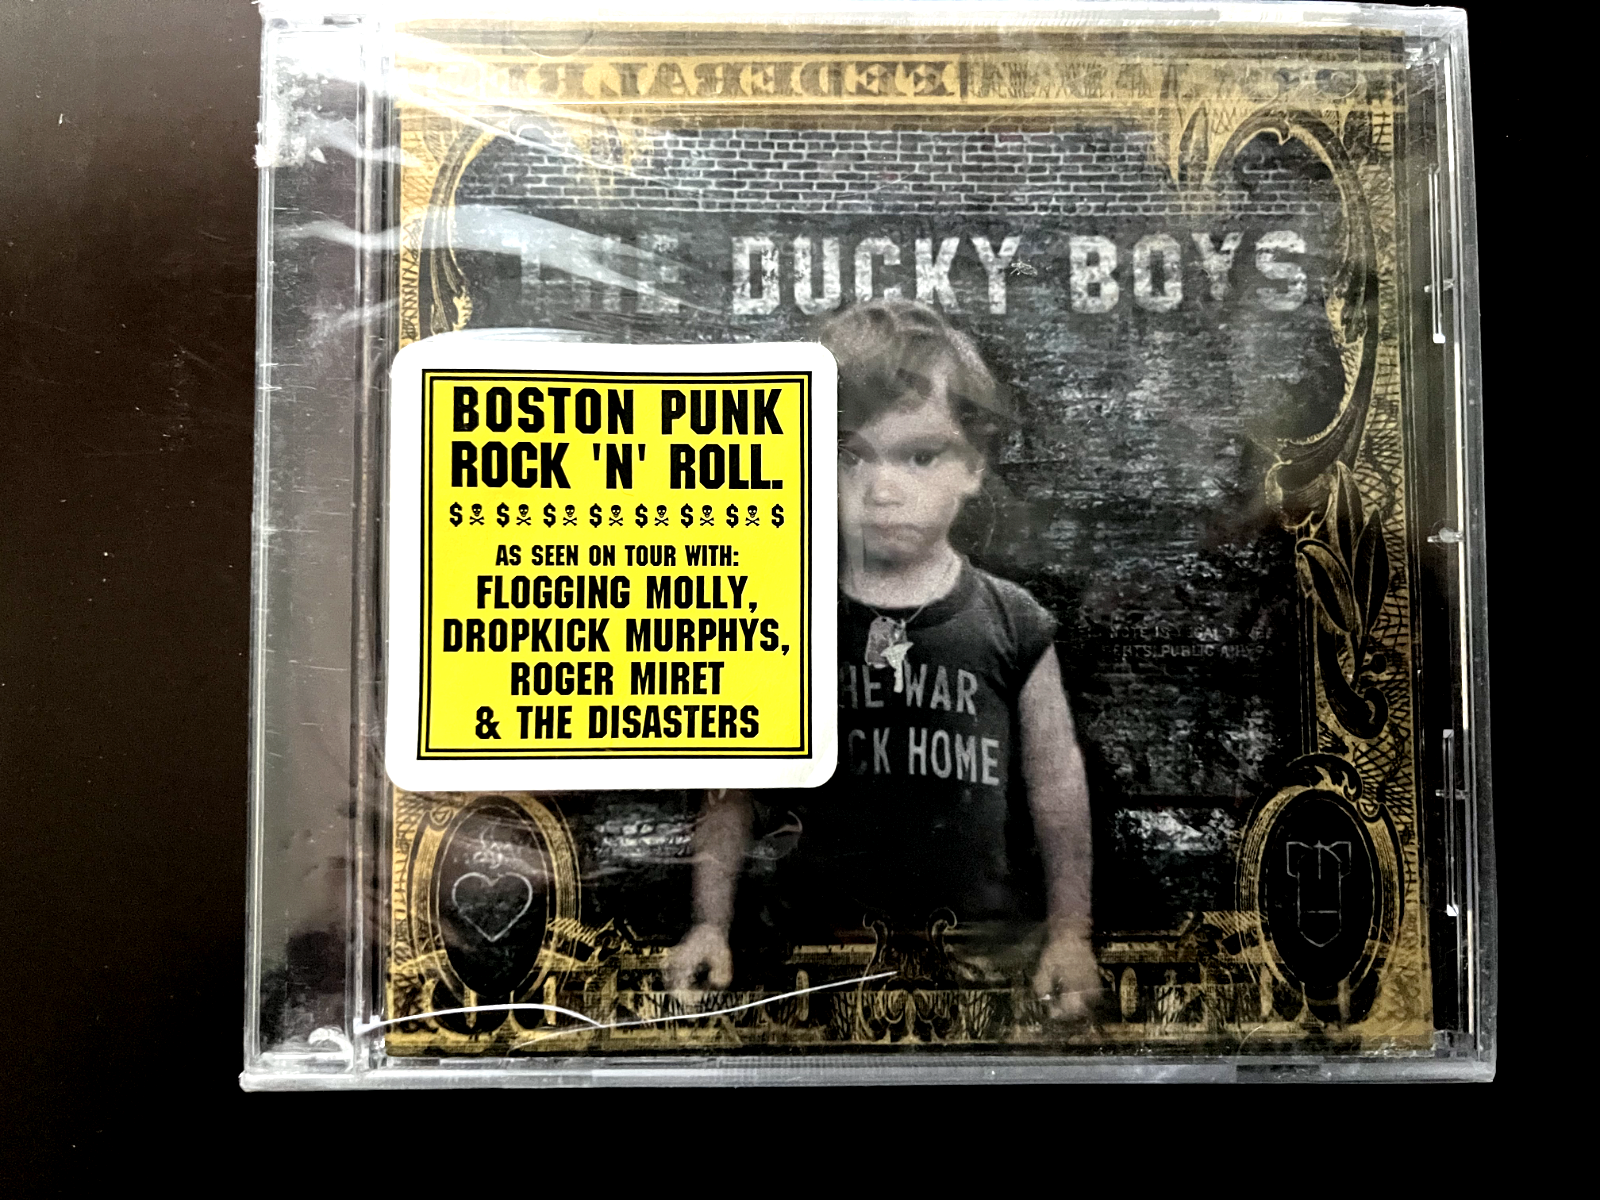 THE DUCKY BOYS
BOSTON PUNK
ROCK 'N' ROLL.
$ $ $ $ $ $ $ $
AS SEEN ON TOUR WITH:
FLOGGING MOLLY,
DROPKICK MURPHYS,
ROGER MIRET
& THE DISASTERS
HE WAR
CK HOME